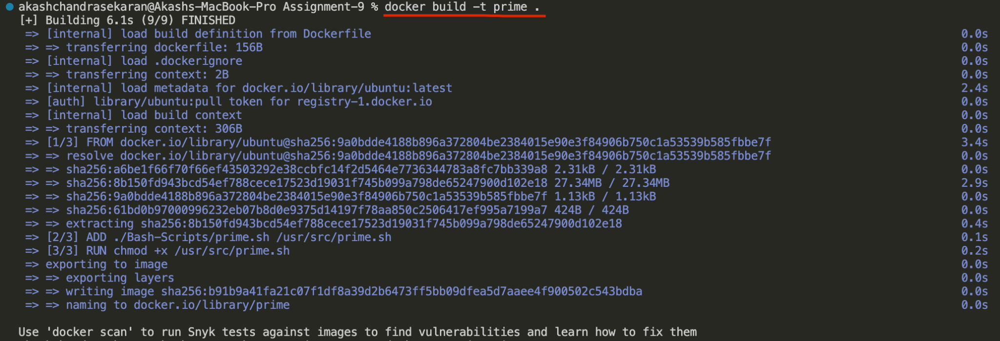 akashchandrasekaran@Akashs-MacBook-Pro Assignment-9 % docker build -t prime .
[+] Building 6.1s (9/9) FINISHED
=> [internal] load build definition from Dockerfile 0.0s
=> => transferring dockerfile: 156B 0.0s
=> [internal] load .dockerignore 0.0s
=> => transferring context: 2B 0.0s
=> [internal] load metadata for docker.io/library/ubuntu:latest 2.4s
=> [auth] library/ubuntu:pull token for registry-1.docker.io 0.0s
=> [internal] load build context 0.0s
=> => transferring context: 306B 0.0s
=> [1/3] FROM docker.io/library/ubuntu@sha256:9a0bdde4188b896a372804be2384015e90e3f84906b750c1a53539b585fbbe7f 3.4s
=> => resolve docker.io/library/ubuntu@sha256:9a0bdde4188b896a372804be2384015e90e3f84906b750c1a53539b585fbbe7f 0.0s
=> => sha256:a6be1f66f70f66ef43503292e38ccbfc14f2d5464e7736344783a8fc7bb339a8 2.31kB / 2.31kB 0.0s
=> => sha256:8b150fd943bcd54ef788cece17523d19031f745b099a798de65247900d102e18 27.34MB / 27.34MB 2.9s
=> => sha256:9a0bdde4188b896a372804be2384015e90e3f84906b750c1a53539b585fbbe7f 1.13kB / 1.13kB 0.0s
=> => sha256:61bd0b97000996232eb07b8d0e9375d14197f78aa850c2506417ef995a7199a7 424B / 424B 0.0s
=> => extracting sha256:8b150fd943bcd54ef788cece17523d19031f745b099a798de65247900d102e18 0.4s
=> [2/3] ADD ./Bash-Scripts/prime.sh /usr/src/prime.sh 0.1s
=> [3/3] RUN chmod +x /usr/src/prime.sh 0.2s
=> exporting to image 0.0s
=> => exporting layers 0.0s
=> => writing image sha256:b91b9a41fa21c07f1df8a39d2b6473ff5bb09dfea5d7aaee4f900502c543bdba 0.0s
=> => naming to docker.io/library/prime 0.0s
Use 'docker scan' to run Snyk tests against images to find vulnerabilities and learn how to fix them